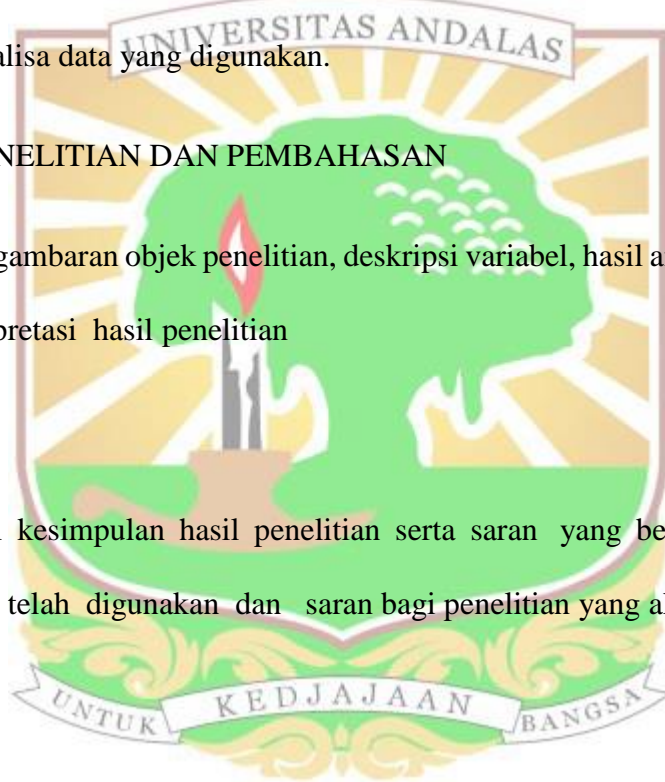 UNIVERSITAS ANDALAS
alisa data yang digunakan.
NELITIAN DAN PEMBAHASAN
gambaran objek penelitian, deskripsi variabel, hasil a
pretasi hasil penelitian
kesimpulan hasil penelitian serta saran yang be
telah digunakan dan saran bagi penelitian yang a
UNTUK KEDJAJAAN BANGSA